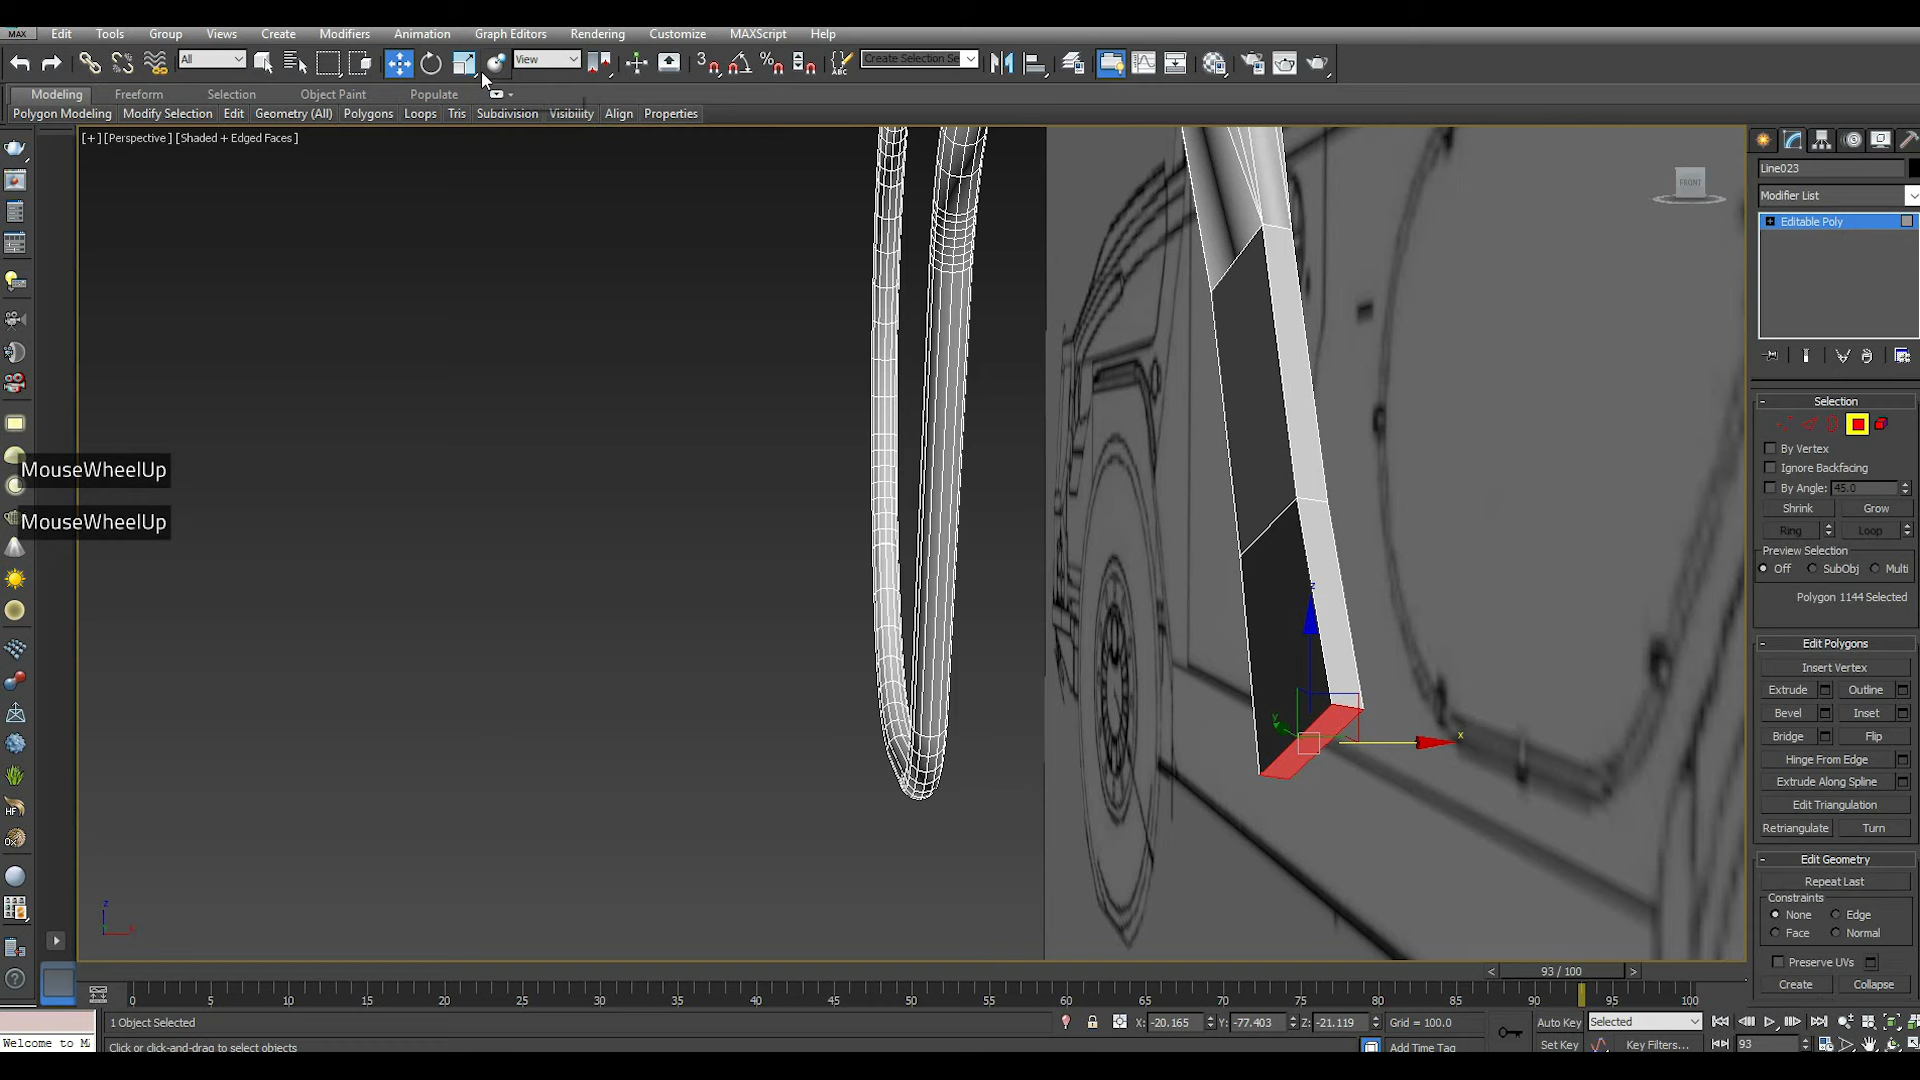 MAX Edit Tools Group Views Create Modifiers Animation Graph Editors Rendering Customize MAXScript Help
All View 3 Create Selection Se
Modeling Freeform Selection Object Paint Populate
Polygon Modeling Modify Selection Edit Geometry (All) Polygons Loops Tris Subdivision Visibility Align Properties
[+] [Perspective] [Shaded + Edged Faces]
FRONT
MouseWheelUp
MouseWheelUp
z
y
x
z
Line023
Modifier List
Editable Poly
Selection
By Vertex
Ignore Backfacing
By Angle: 45.0
Shrink Grow
Ring Loop
Preview Selection
Off SubObj Multi
Polygon 1144 Selected
Edit Polygons
Insert Vertex
Extrude Outline
Bevel Inset
Bridge Flip
Hinge From Edge
Extrude Along Spline
Edit Triangulation
Retriangulate Turn
Edit Geometry
Repeat Last
Constraints
None Edge
Face Normal
Preserve UVs
Create Collapse
< 93 / 100 >
0 5 10 15 20 25 30 35 40 45 50 55 60 65 70 75 80 85 90 95 100
1 Object Selected X: -20.165 Y: -77.403 Z: -21.119 Grid = 100.0 Auto Key Selected
Welcome to M Click or click-and-drag to select objects Add Time Tag Set Key Key Filters... 93